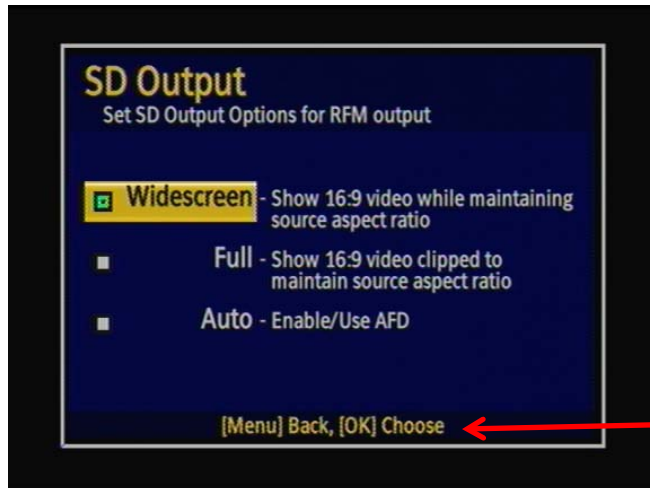 SD Output
Set SD Output Options for RFM output
Widescreen - Show 16:9 video while maintaining
source aspect ratio
Full - Show 16:9 video clipped to
maintain source aspect ratio
Auto - Enable/Use AFD
[Menu] Back, [OK] Choose